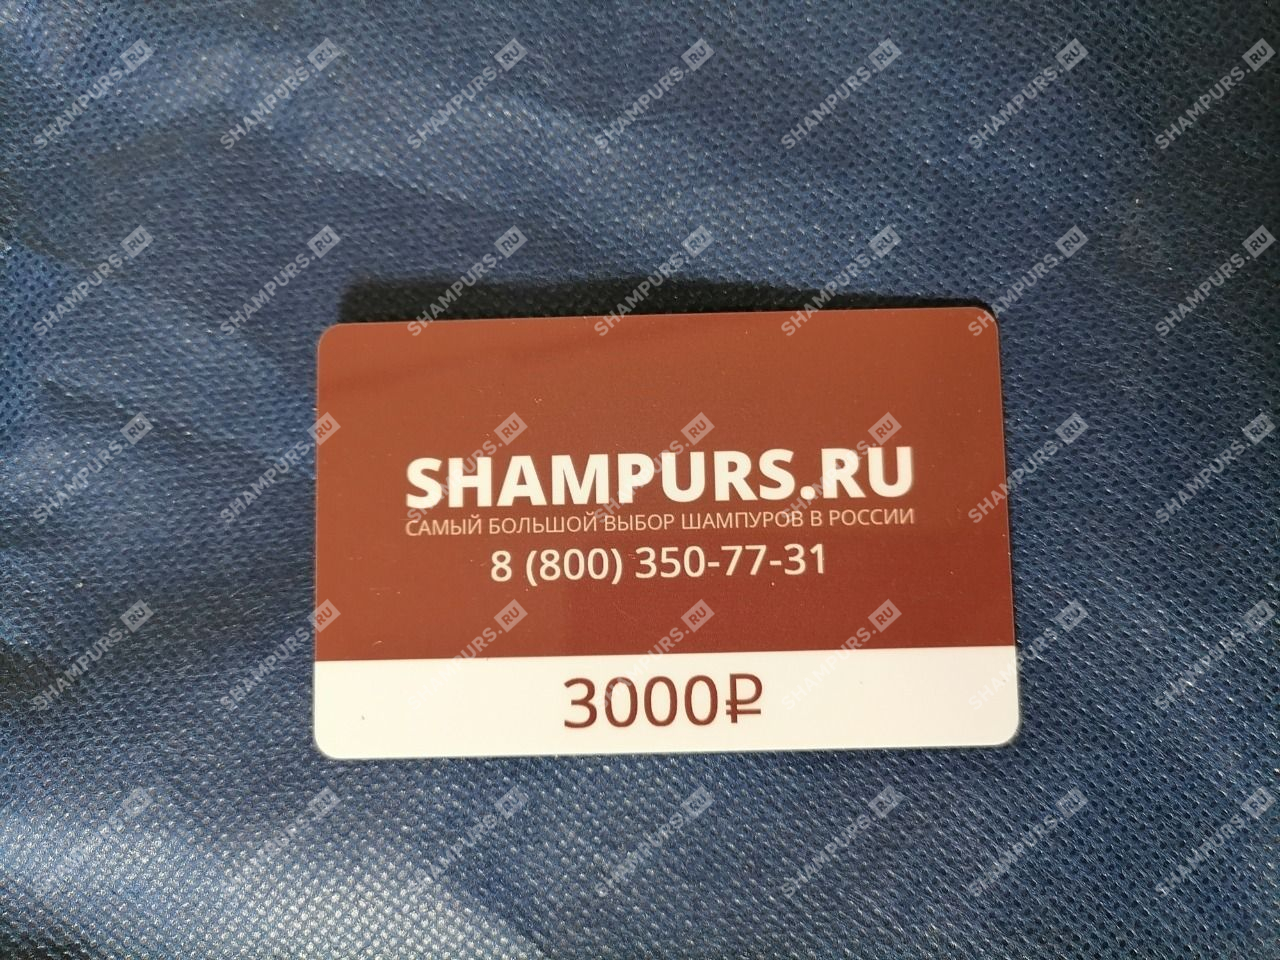 SHAMPURS.RU
САМЫЙ БОЛЬШОЙ ВЫБОР ШАМПУРОВ В РОССИИ
8 (800) 350-77-31
3000₽